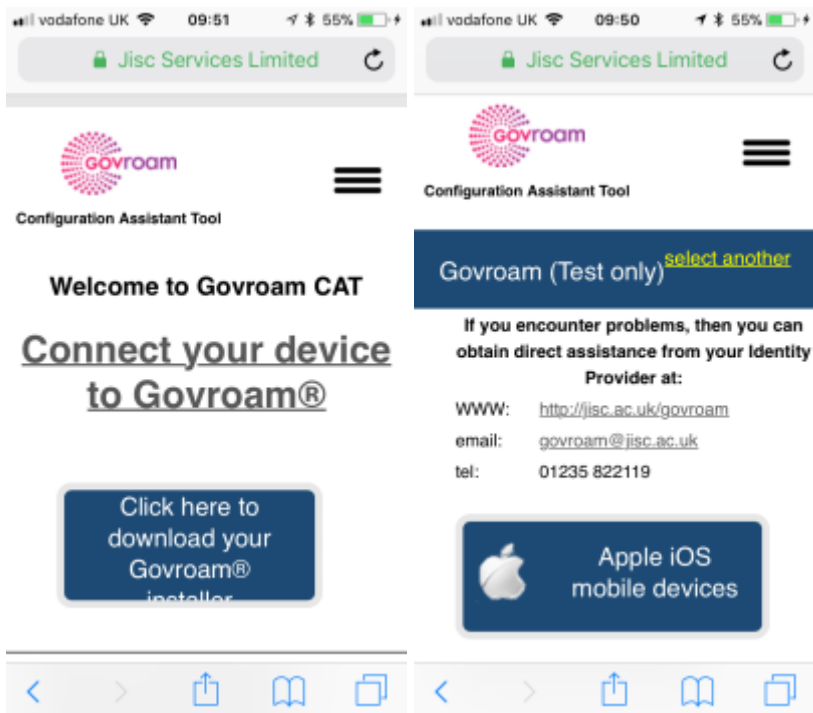 vodafone UK 09:51 55%
Jisc Services Limited
Govroam
Configuration Assistant Tool
Welcome to Govroam CAT
Connect your device
to Govroam®
Click here to
download your
Govroam®
installer
vodafone UK 09:50 55%
Jisc Services Limited
Govroam
Configuration Assistant Tool
Govroam (Test only) select another
If you encounter problems, then you can
obtain direct assistance from your Identity
Provider at:
WWW: http://jisc.ac.uk/govroam
email: govroam@jisc.ac.uk
tel: 01235 822119
Apple iOS
mobile devices